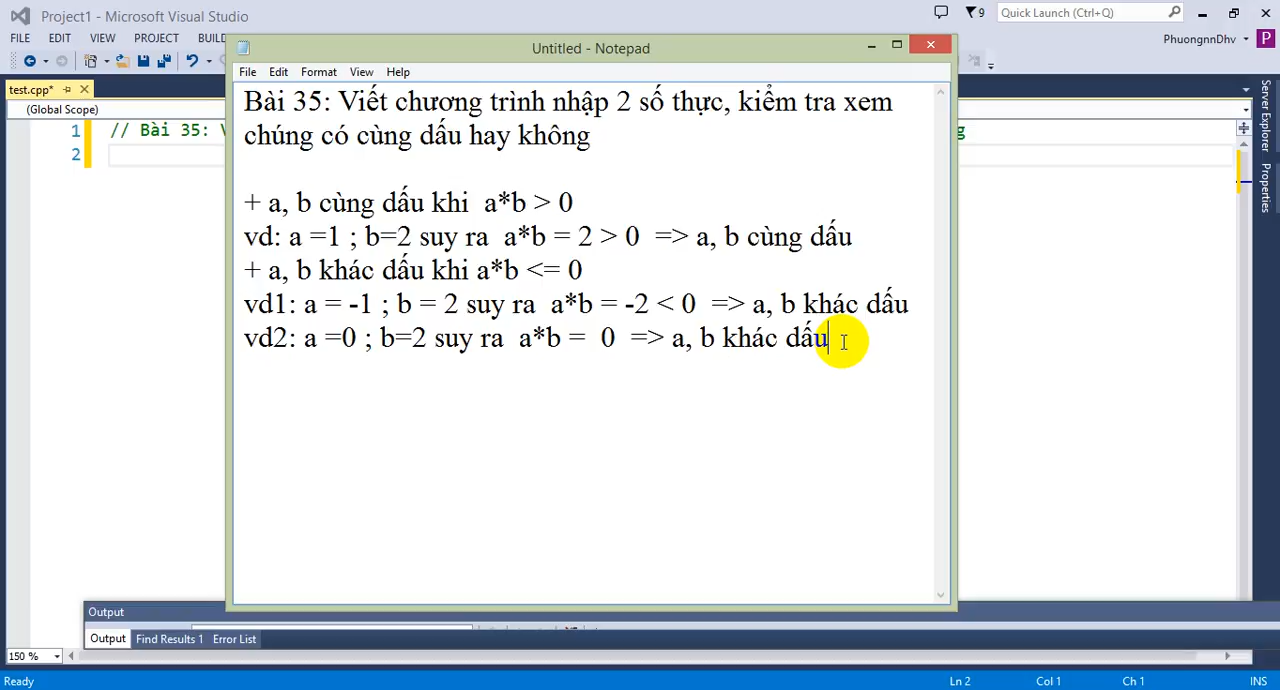 Project1 - Microsoft Visual Studio
9
Quick Launch (Ctrl+Q)
FILE EDIT VIEW PROJECT BUIL
PhuongnnDhv
P
Untitled - Notepad
File Edit Format View Help
test.cpp*
(Global Scope)
1 // Bài 35: V
g
2
Bài 35: Viết chương trình nhập 2 số thực, kiểm tra xem
chúng có cùng dấu hay không
+ a, b cùng dấu khi a*b > 0
vd: a =1 ; b=2 suy ra a*b = 2 > 0 => a, b cùng dấu
+ a, b khác dấu khi a*b <= 0
vd1: a = -1 ; b = 2 suy ra a*b = -2 < 0 => a, b khác dấu
vd2: a =0 ; b=2 suy ra a*b = 0 => a, b khác dấu
Server Explorer
Properties
Output
Output Find Results 1 Error List
150 %
Ready Ln 2 Col 1 Ch 1 INS